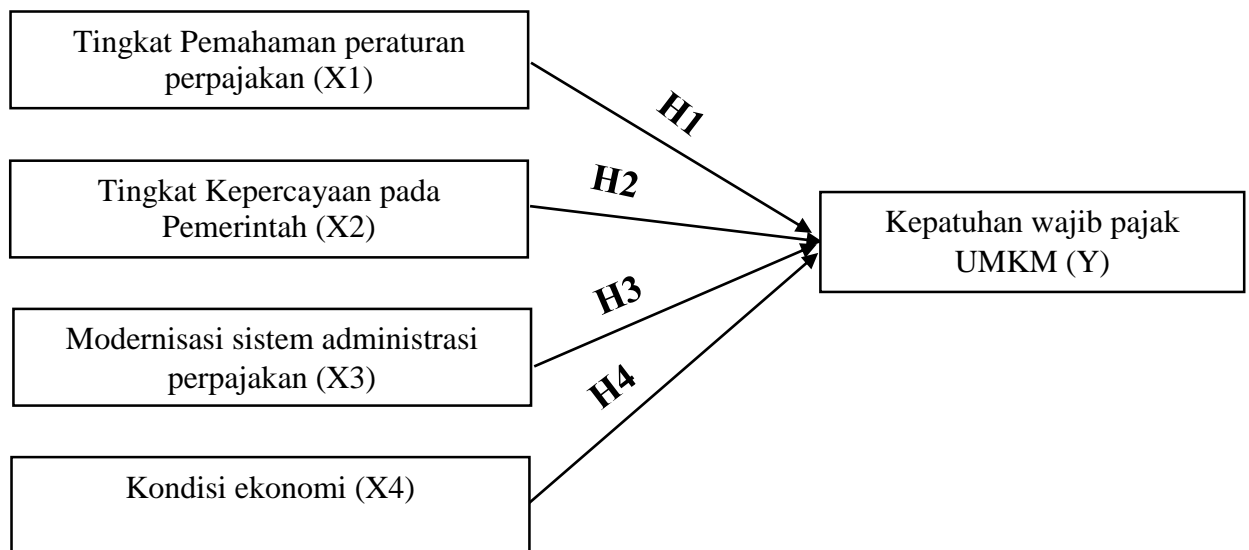 Tingkat Pemahaman peraturan
perpajakan (X1)
H1
Tingkat Kepercayaan pada
Pemerintah (X2)
H2
Kepatuhan wajib pajak
UMKM (Y)
Modernisasi sistem administrasi
perpajakan (X3)
H3
H4
Kondisi ekonomi (X4)